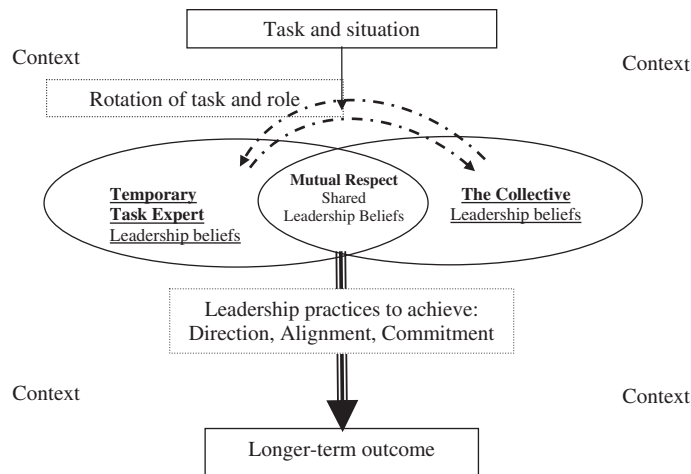 Task and situation
Context
Context
Rotation of task and role
Temporary
Task Expert
Leadership beliefs
Mutual Respect
Shared
Leadership Beliefs
The Collective
Leadership beliefs
Leadership practices to achieve:
Direction, Alignment, Commitment
Context
Context
Longer-term outcome